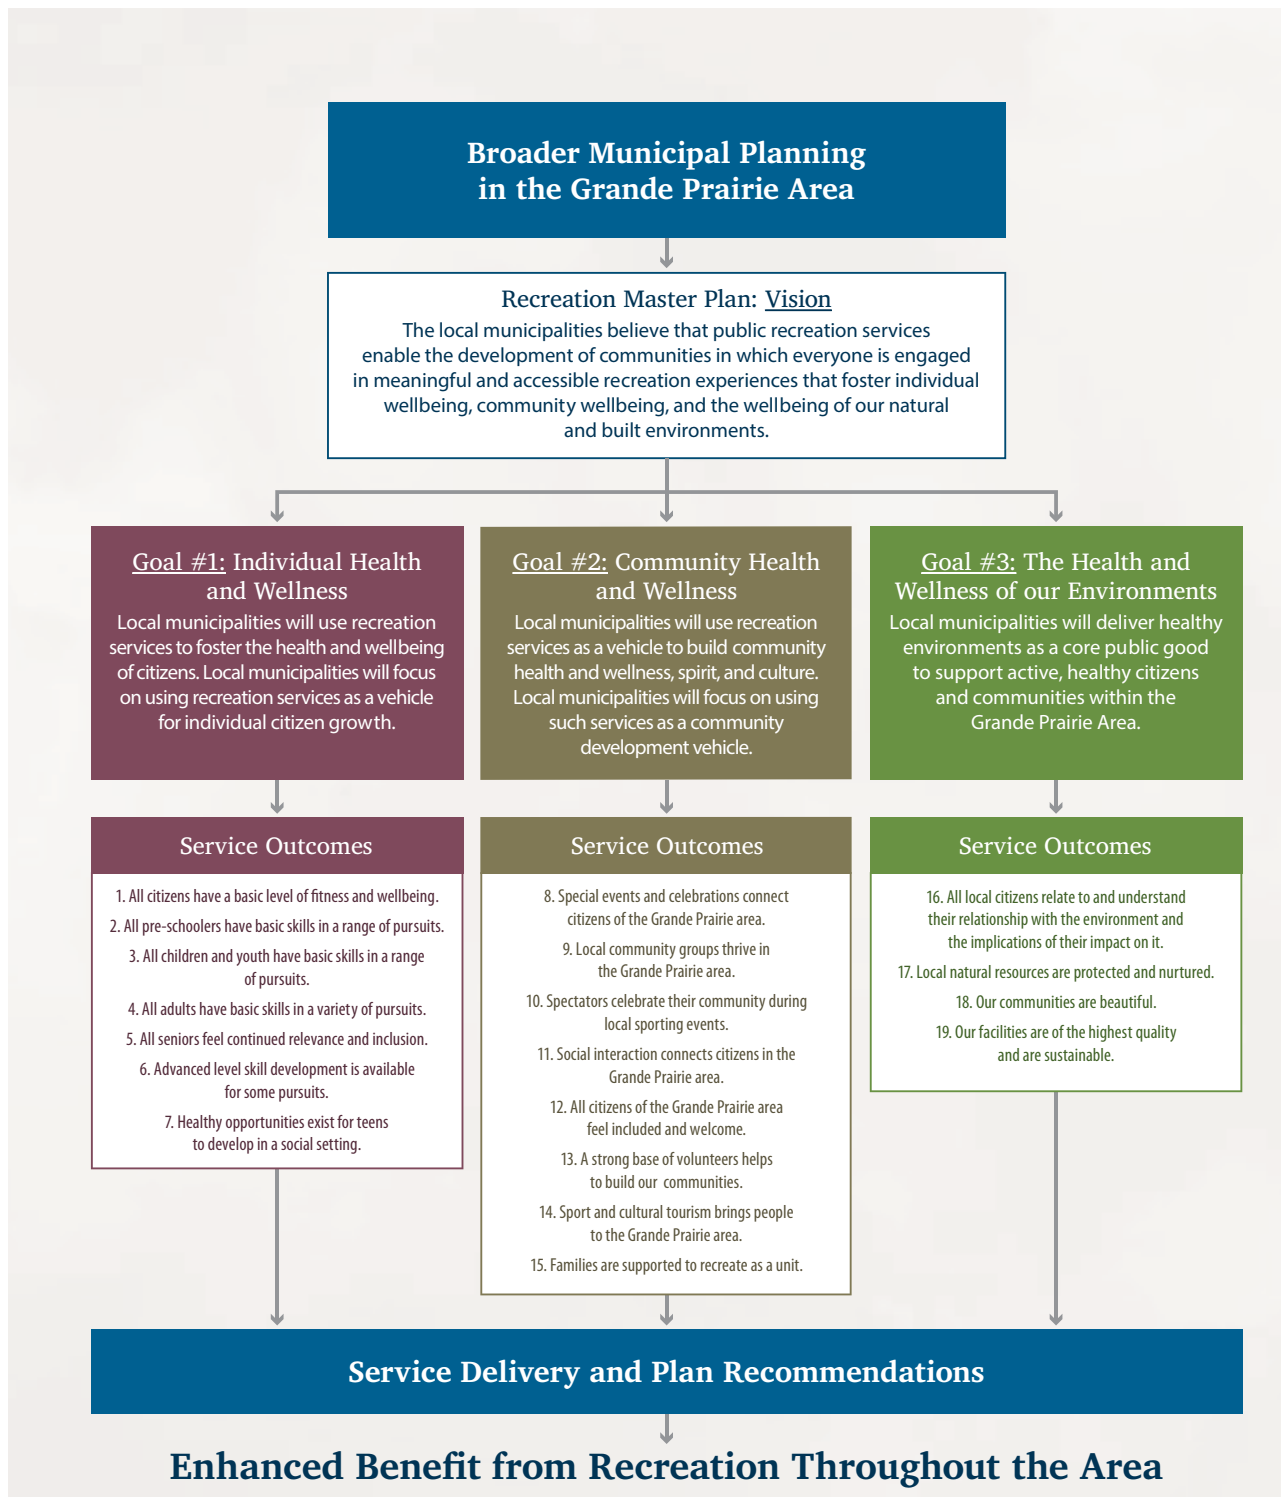 Broader Municipal Planning
in the Grande Prairie Area
Recreation Master Plan: Vision
The local municipalities believe that public recreation services
enable the development of communities in which everyone is engaged
in meaningful and accessible recreation experiences that foster individual
wellbeing, community wellbeing, and the wellbeing of our natural
and built environments.
Goal #1: Individual Health
and Wellness
Local municipalities will use recreation
services to foster the health and wellbeing
of citizens. Local municipalities will focus
on using recreation services as a vehicle
for individual citizen growth.
Goal #2: Community Health
and Wellness
Local municipalities will use recreation
services as a vehicle to build community
health and wellness, spirit, and culture.
Local municipalities will focus on using
such services as a community
development vehicle.
Goal #3: The Health and
Wellness of our Environments
Local municipalities will deliver healthy
environments as a core public good
to support active, healthy citizens
and communities within the
Grande Prairie Area.
Service Outcomes
1. All citizens have a basic level of fitness and wellbeing.
2. All pre-schoolers have basic skills in a range of pursuits.
3. All children and youth have basic skills in a range
of pursuits.
4. All adults have basic skills in a variety of pursuits.
5. All seniors feel continued relevance and inclusion.
6. Advanced level skill development is available
for some pursuits.
7. Healthy opportunities exist for teens
to develop in a social setting.
Service Outcomes
8. Special events and celebrations connect
citizens of the Grande Prairie area.
9. Local community groups thrive in
the Grande Prairie area.
10. Spectators celebrate their community during
local sporting events.
11. Social interaction connects citizens in the
Grande Prairie area.
12. All citizens of the Grande Prairie area
feel included and welcome.
13. A strong base of volunteers helps
to build our communities.
14. Sport and cultural tourism brings people
to the Grande Prairie area.
15. Families are supported to recreate as a unit.
Service Outcomes
16. All local citizens relate to and understand
their relationship with the environment and
the implications of their impact on it.
17. Local natural resources are protected and nurtured.
18. Our communities are beautiful.
19. Our facilities are of the highest quality
and are sustainable.
Service Delivery and Plan Recommendations
Enhanced Benefit from Recreation Throughout the Area